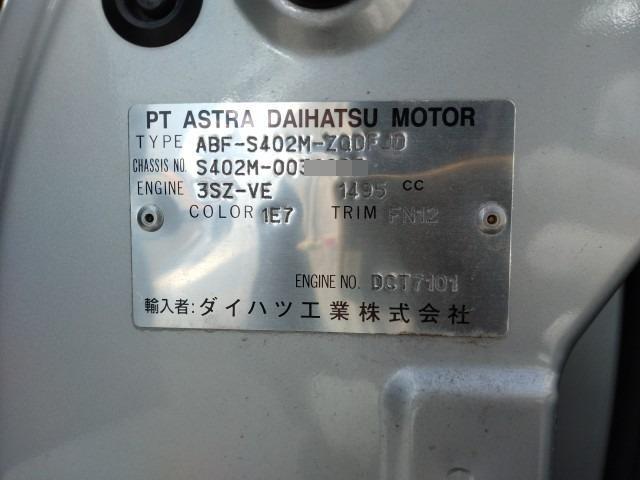 PT ASTRA DAIHATSU MOTOR
TYPE ABF-S402M-ZQDFJD
CHASSIS NO. S402M-003
ENGINE 3SZ-VE 1495 CC
COLOR 1E7 TRIM FN12
ENGINE NO. DCT7101
輸入者:ダイハツ工業株式会社